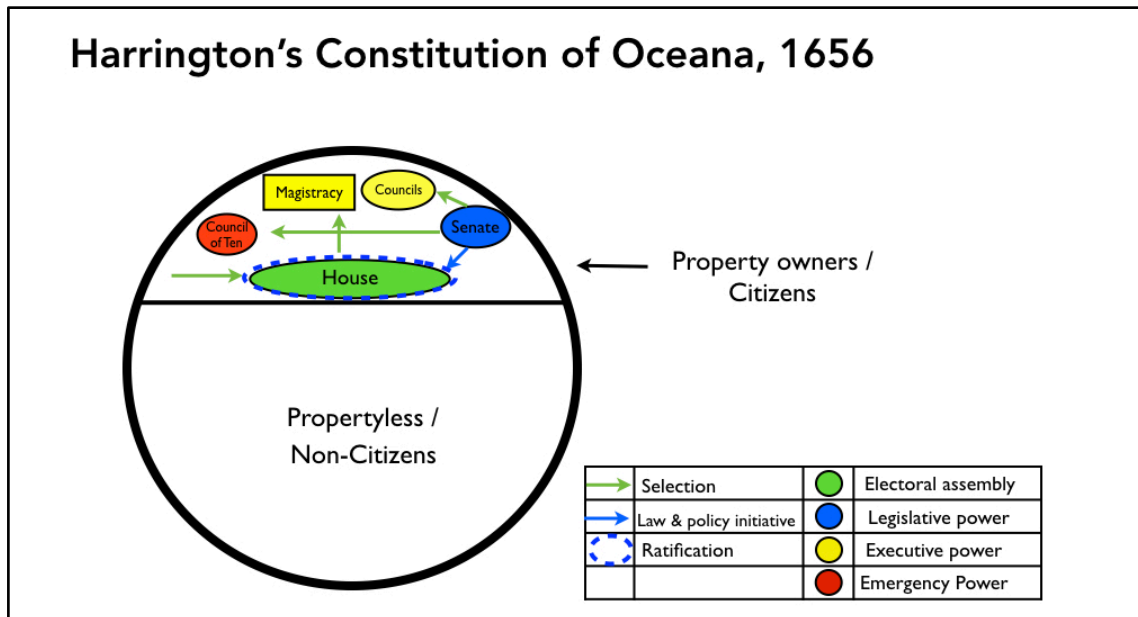 Harrington's Constitution of Oceana, 1656
Magistracy
Councils
Council
of Ten
Senate
House
Property owners /
Citizens
Propertyless /
Non-Citizens
Selection
Electoral assembly
Law & policy initiative
Legislative power
Ratification
Executive power
Emergency Power